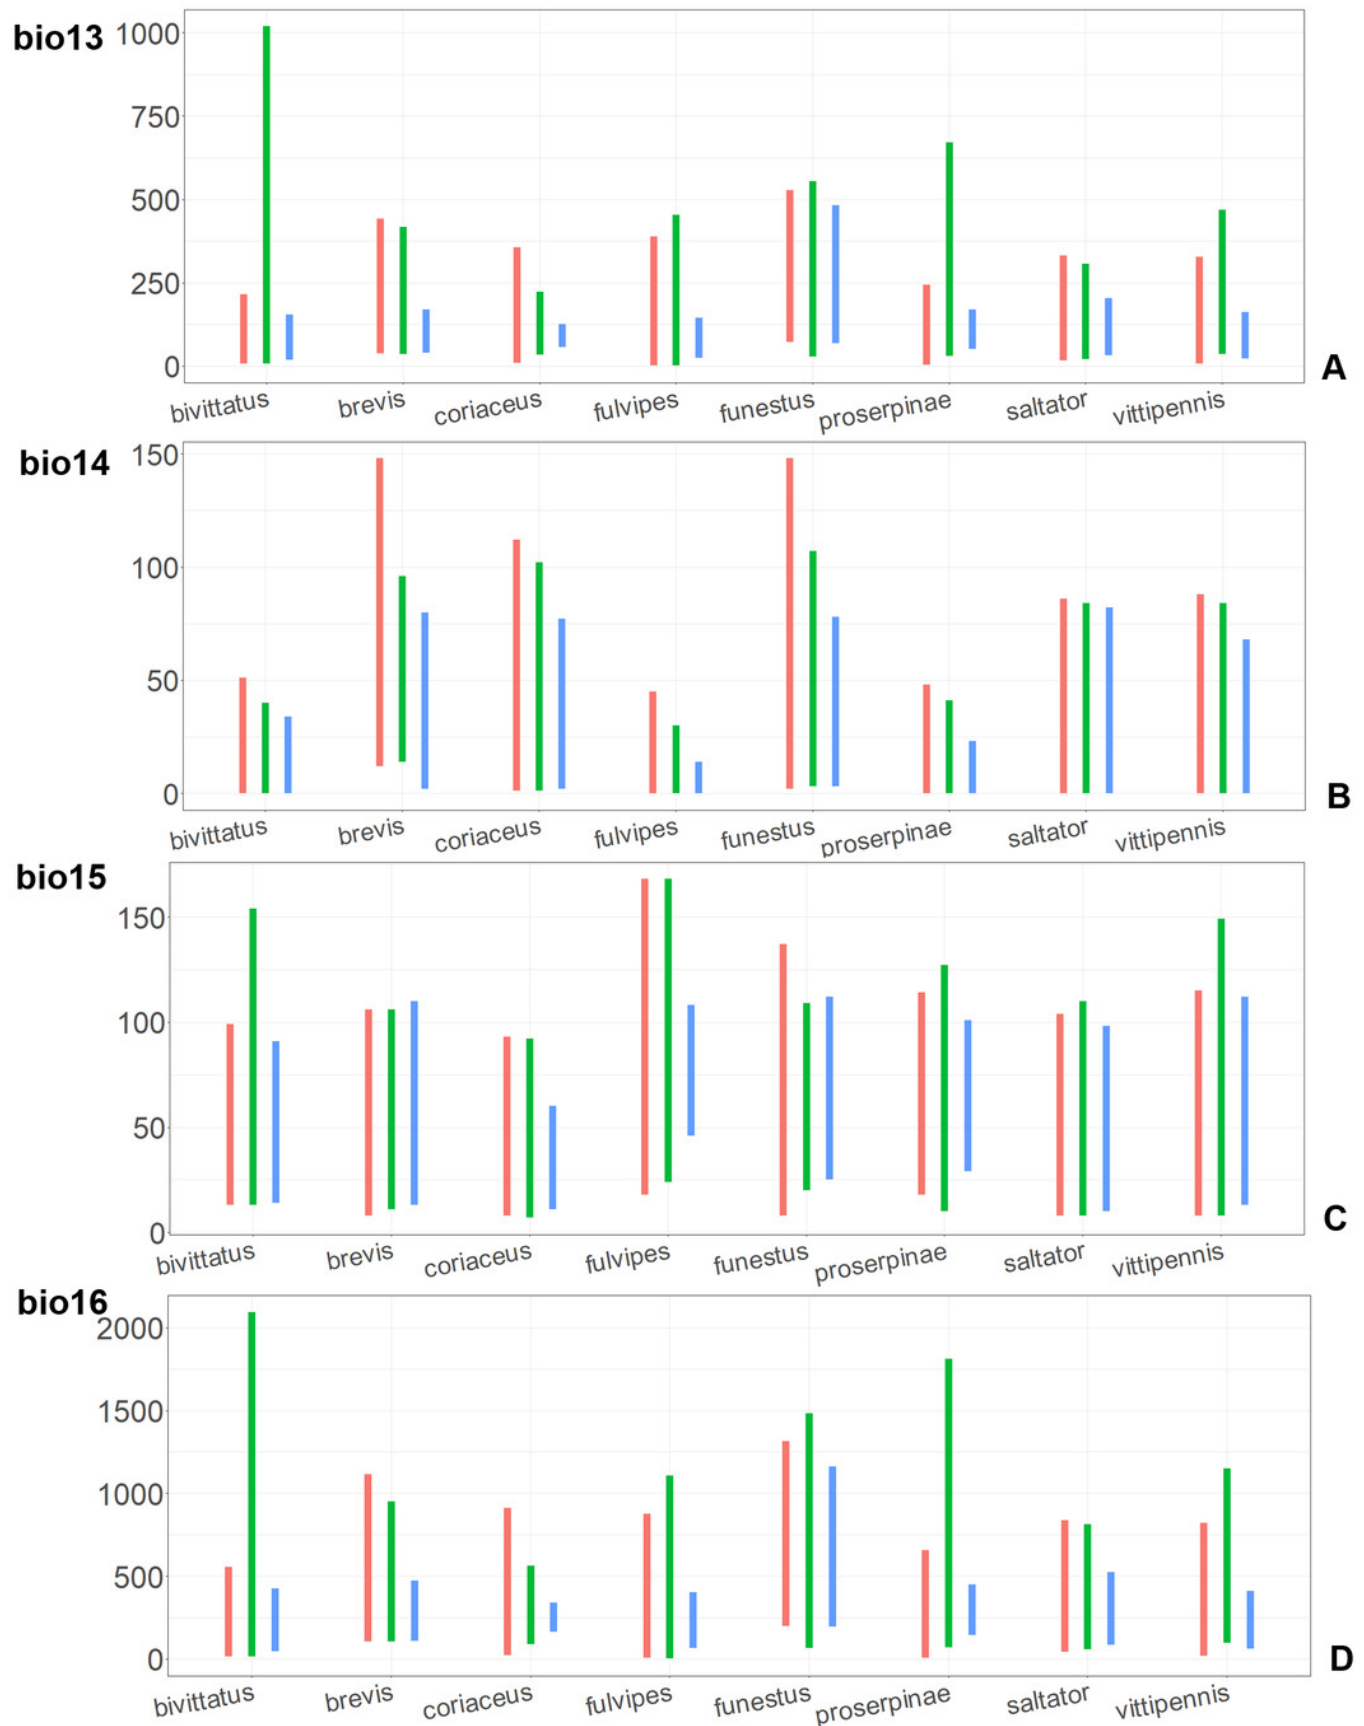 bio13
1000
750
500
250
0
A
bivittatus brevis coriaceus fulvipes funestus proserpinae saltator vittipennis
bio14
150
100
50
0
B
bivittatus brevis coriaceus fulvipes funestus proserpinae saltator vittipennis
bio15
150
100
50
0
C
bivittatus brevis coriaceus fulvipes funestus proserpinae saltator vittipennis
bio16
2000
1500
1000
500
0
D
bivittatus brevis coriaceus fulvipes funestus proserpinae saltator vittipennis